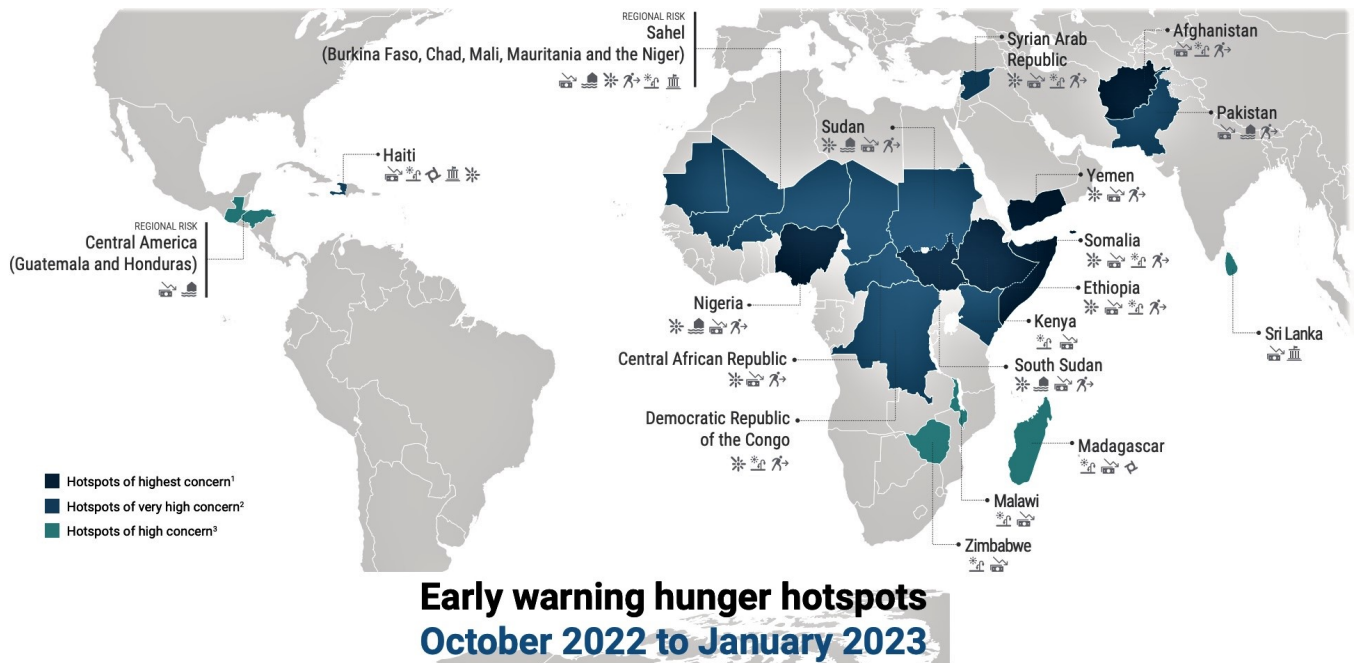 REGIONAL RISK
Sahel
(Burkina Faso, Chad, Mali, Mauritania and the Niger)
Syrian Arab
Republic
Afghanistan
Pakistan
Sudan
Haiti
Yemen
REGIONAL RISK
Central America
(Guatemala and Honduras)
Somalia
Ethiopia
Nigeria
Kenya
Sri Lanka
Central African Republic
South Sudan
Democratic Republic
of the Congo
Madagascar
Malawi
Zimbabwe
Hotspots of highest concern¹
Hotspots of very high concern²
Hotspots of high concern³
Early warning hunger hotspots
October 2022 to January 2023